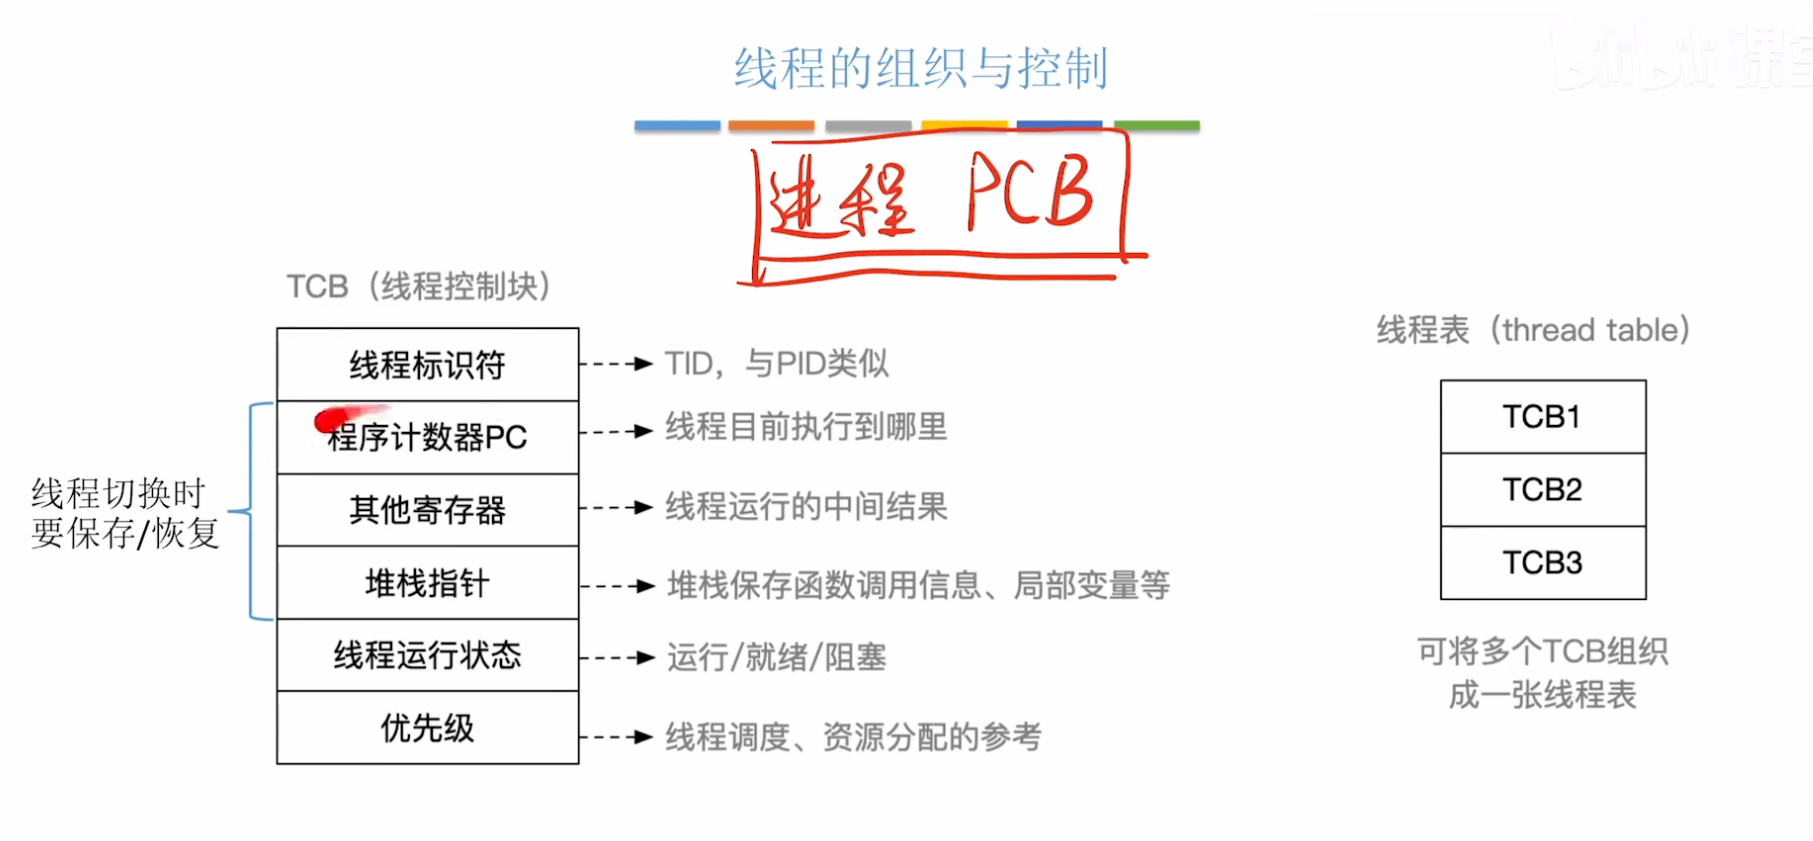 线程的组织与控制
进程 PCB
TCB（线程控制块）
线程标识符
TID，与PID类似
程序计数器PC
线程目前执行到哪里
其他寄存器
线程运行的中间结果
堆栈指针
堆栈保存函数调用信息、局部变量等
线程运行状态
运行/就绪/阻塞
优先级
线程调度、资源分配的参考
线程切换时
要保存/恢复
线程表（thread table）
TCB1
TCB2
TCB3
可将多个TCB组织
成一张线程表